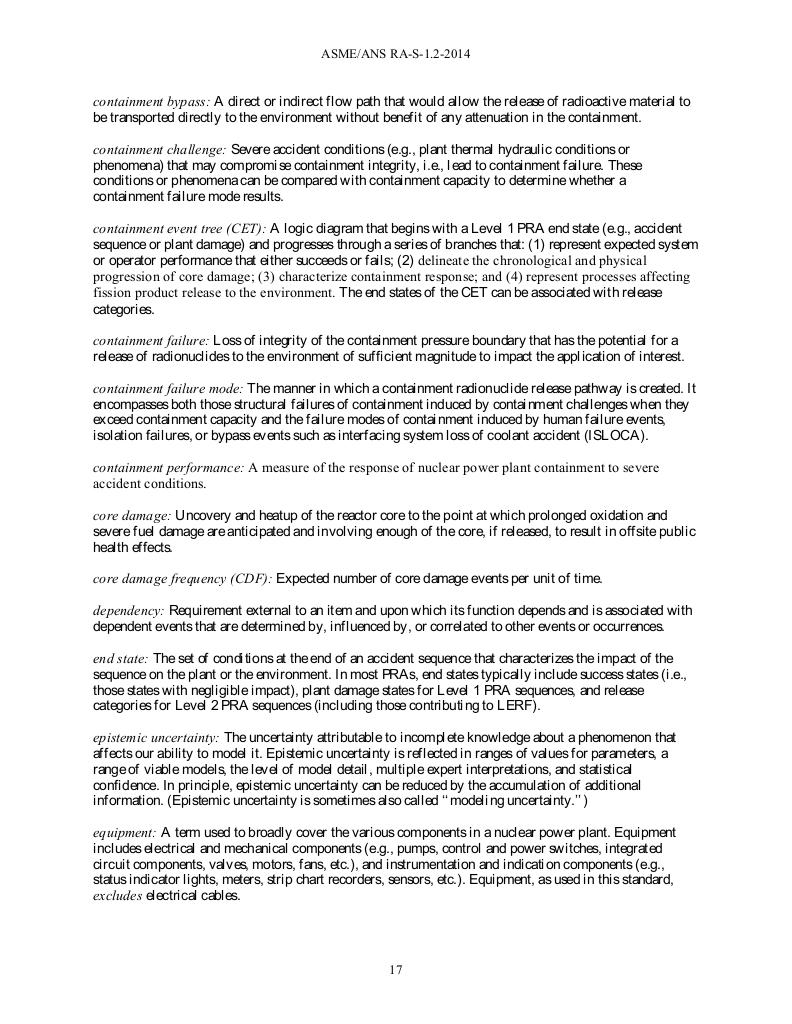 ASME/ANS RA-S-1.2-2014
containment bypass: A direct or indirect flow path that would allow the release of radioactive material to
be transported directly to the environment without benefit of any attenuation in the containment.
containment challenge: Severe accident conditions (e.g., plant thermal hydraulic conditions or
phenomena) that may compromise containment integrity, i.e., lead to containment failure. These
conditions or phenomena can be compared with containment capacity to determine whether a
containment failure mode results.
containment event tree (CET): A logic diagram that begins with a Level 1 PRA end state (e.g., accident
sequence or plant damage) and progresses through a series of branches that: (1) represent expected system
or operator performance that either succeeds or fails; (2) delineate the chronological and physical
progression of core damage; (3) characterize containment response; and (4) represent processes affecting
fission product release to the environment. The end states of the CET can be associated with release
categories.
containment failure: Loss of integrity of the containment pressure boundary that has the potential for a
release of radionuclides to the environment of sufficient magnitude to impact the application of interest.
containment failure mode: The manner in which a containment radionuclide release pathway is created. It
encompasses both those structural failures of containment induced by containment challenges when they
exceed containment capacity and the failure modes of containment induced by human failure events,
isolation failures, or bypass events such as interfacing system loss of coolant accident (ISLOCA).
containment performance: A measure of the response of nuclear power plant containment to severe
accident conditions.
core damage: Uncovery and heatup of the reactor core to the point at which prolonged oxidation and
severe fuel damage are anticipated and involving enough of the core, if released, to result in offsite public
health effects.
core damage frequency (CDF): Expected number of core damage events per unit of time.
dependency: Requirement external to an item and upon which its function depends and is associated with
dependent events that are determined by, influenced by, or correlated to other events or occurrences.
end state: The set of conditions at the end of an accident sequence that characterizes the impact of the
sequence on the plant or the environment. In most PRAs, end states typically include success states (i.e.,
those states with negligible impact), plant damage states for Level 1 PRA sequences, and release
categories for Level 2 PRA sequences (including those contributing to LERF).
epistemic uncertainty: The uncertainty attributable to incomplete knowledge about a phenomenon that
affects our ability to model it. Epistemic uncertainty is reflected in ranges of values for parameters, a
range of viable models, the level of model detail, multiple expert interpretations, and statistical
confidence. In principle, epistemic uncertainty can be reduced by the accumulation of additional
information. (Epistemic uncertainty is sometimes also called “modeling uncertainty.”)
equipment: A term used to broadly cover the various components in a nuclear power plant. Equipment
includes electrical and mechanical components (e.g., pumps, control and power switches, integrated
circuit components, valves, motors, fans, etc.), and instrumentation and indication components (e.g.,
status indicator lights, meters, strip chart recorders, sensors, etc.). Equipment, as used in this standard,
excludes electrical cables.
17